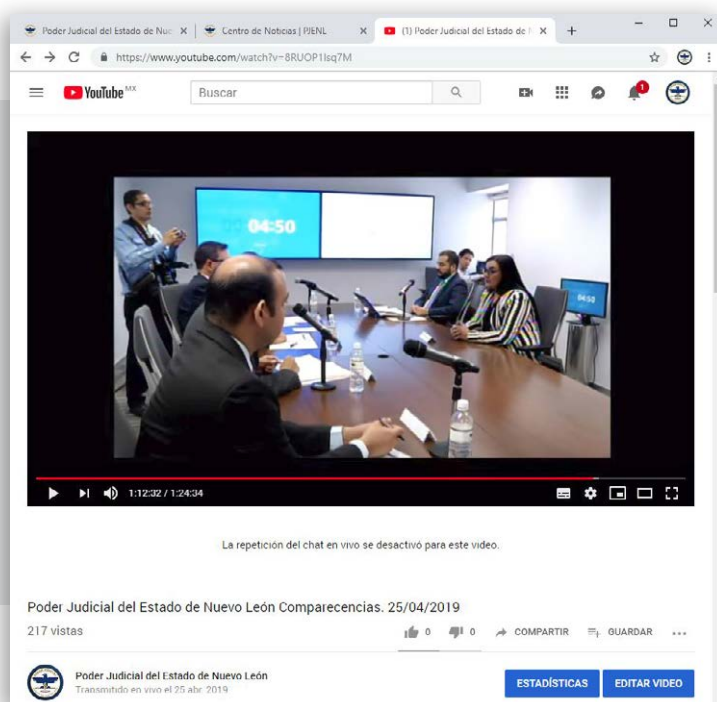 Poder Judicial del Estado de Nue
Centro de Noticias | PJENL
(1) Poder Judicial del Estado de N
https://www.youtube.com/watch?v=8RUOP1Isq7M
YouTube MX
Buscar
1
04:50
04:50
1:12:32 / 1:24:34
La repetición del chat en vivo se desactivó para este video.
Poder Judicial del Estado de Nuevo León Comparecencias. 25/04/2019
217 vistas
0
0
COMPARTIR
GUARDAR
Poder Judicial del Estado de Nuevo León
Transmitido en vivo el 25 abr. 2019
ESTADÍSTICAS
EDITAR VIDEO